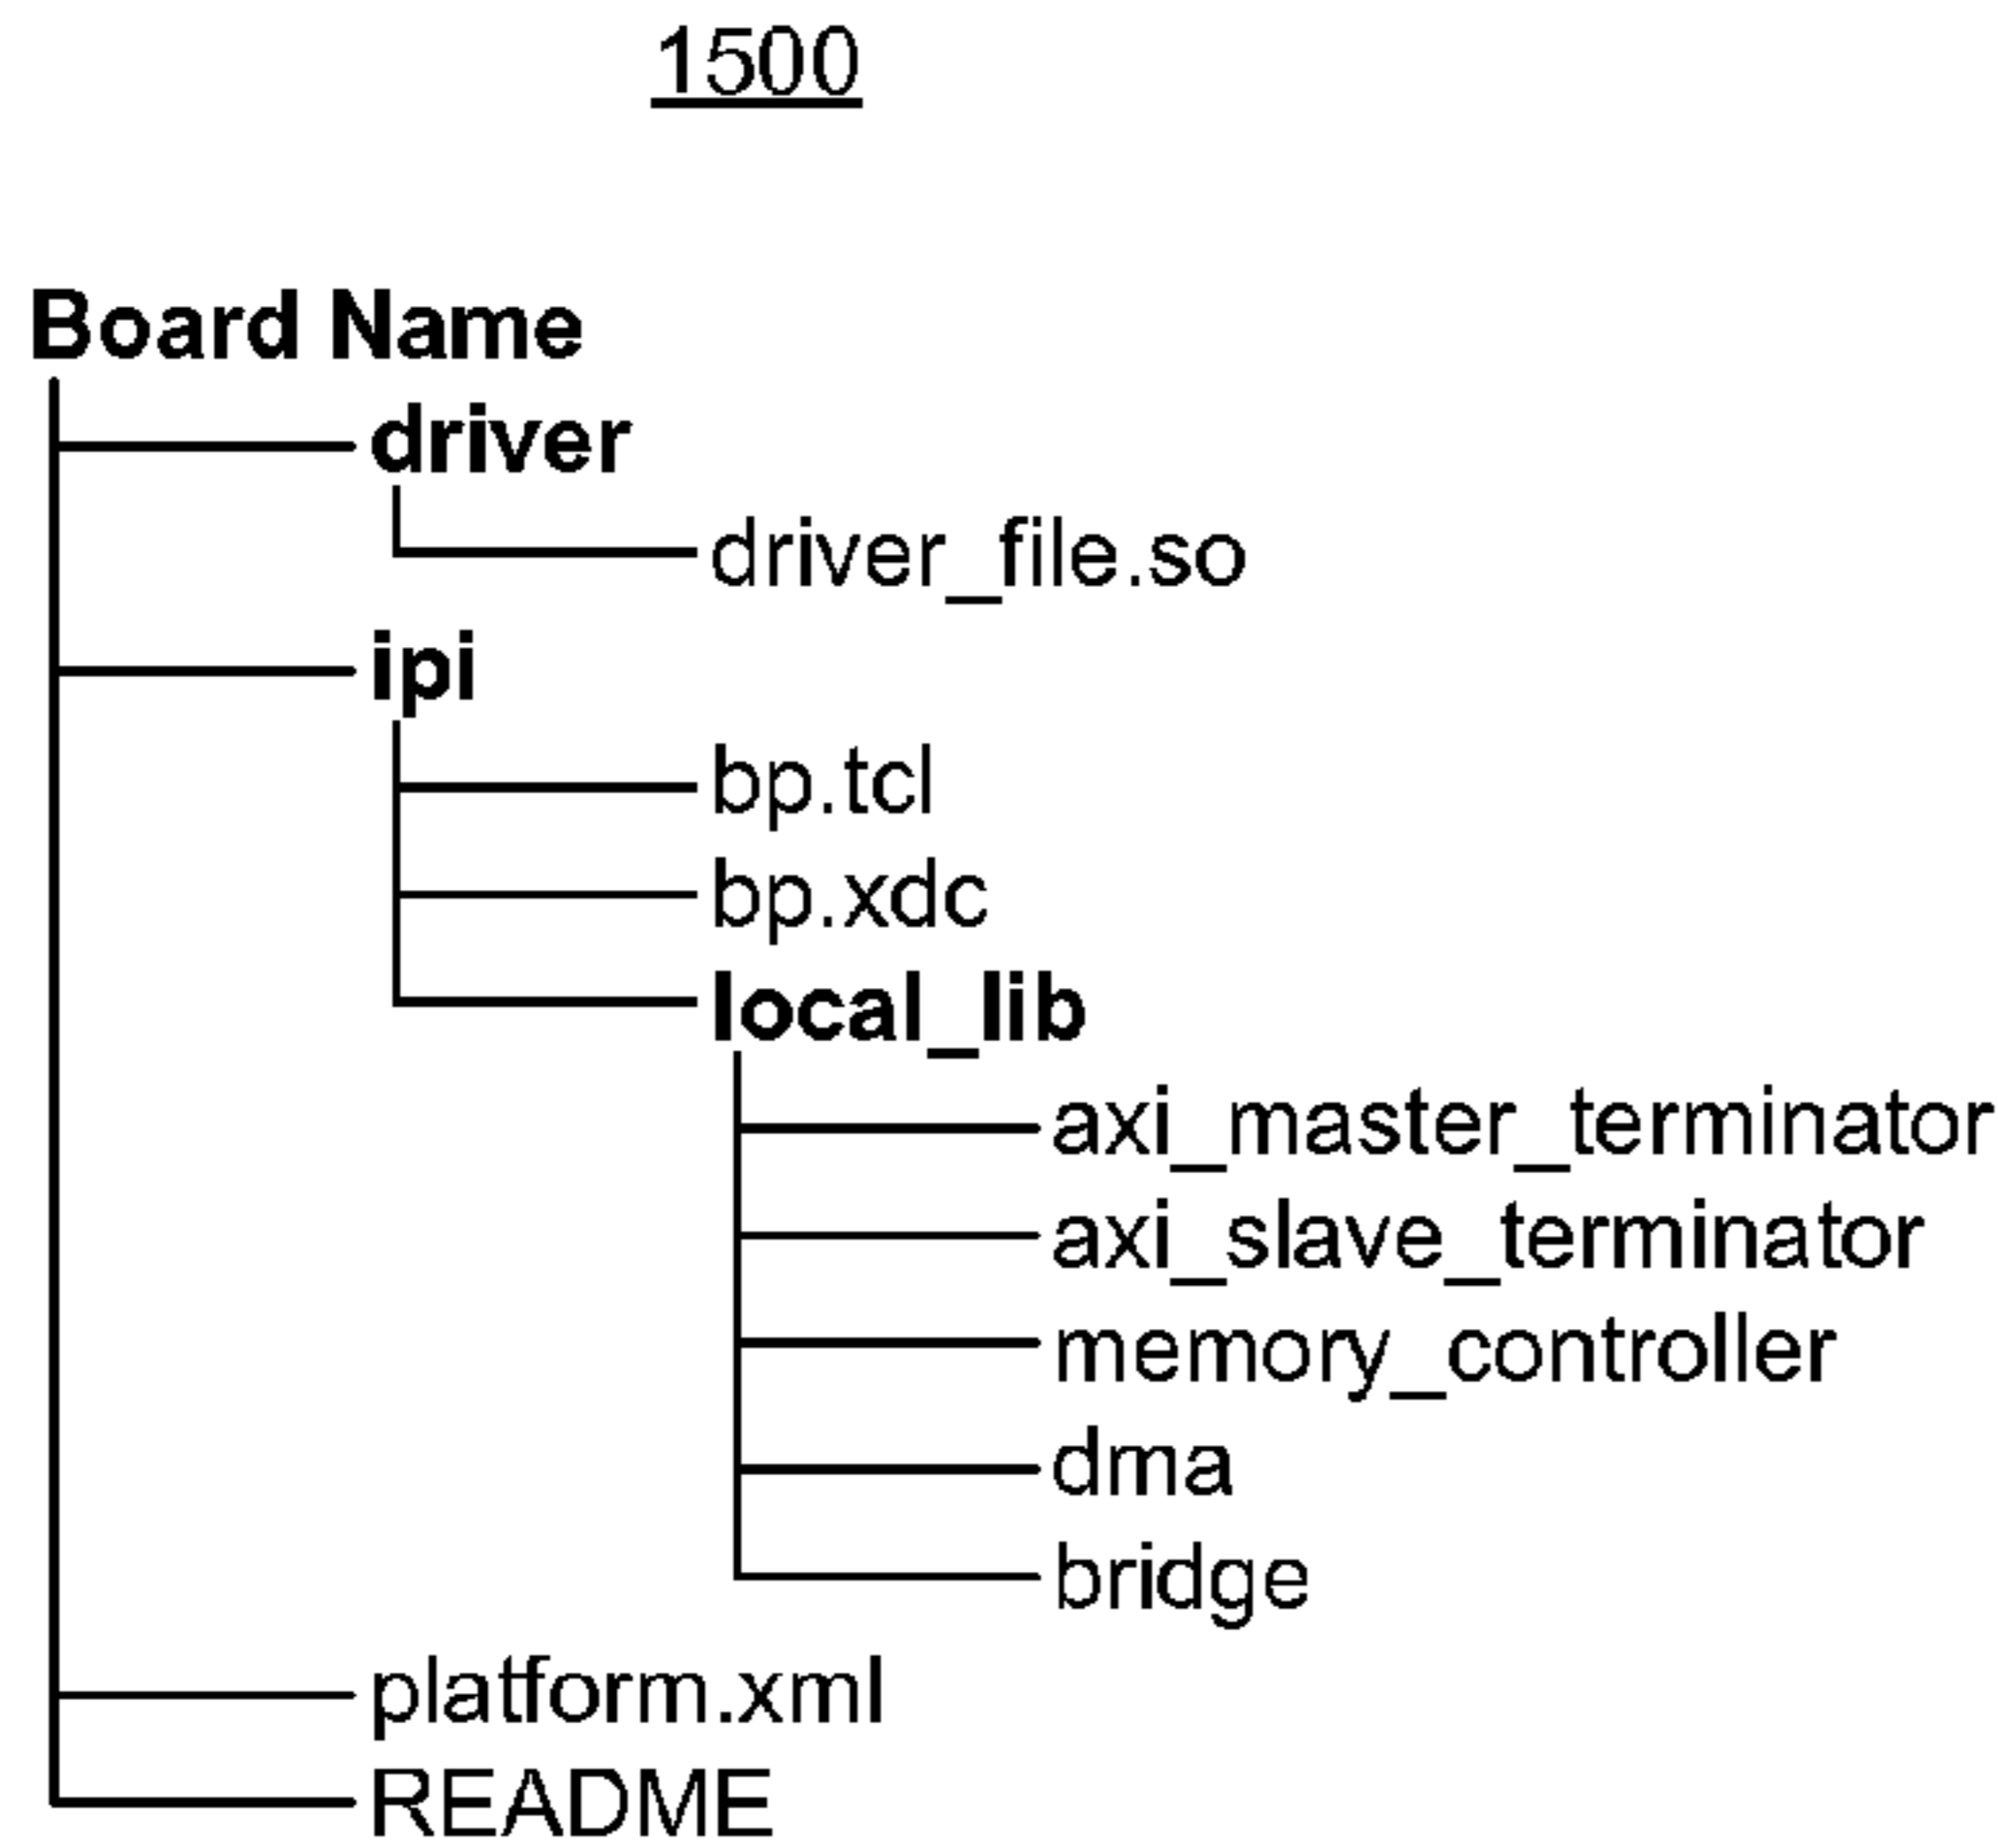 1500
Board Name
driver
driver_file.so
ipi
bp.tcl
bp.xdc
local_lib
axi_master_terminator
axi_slave_terminator
memory_controller
dma
bridge
platform.xml
README